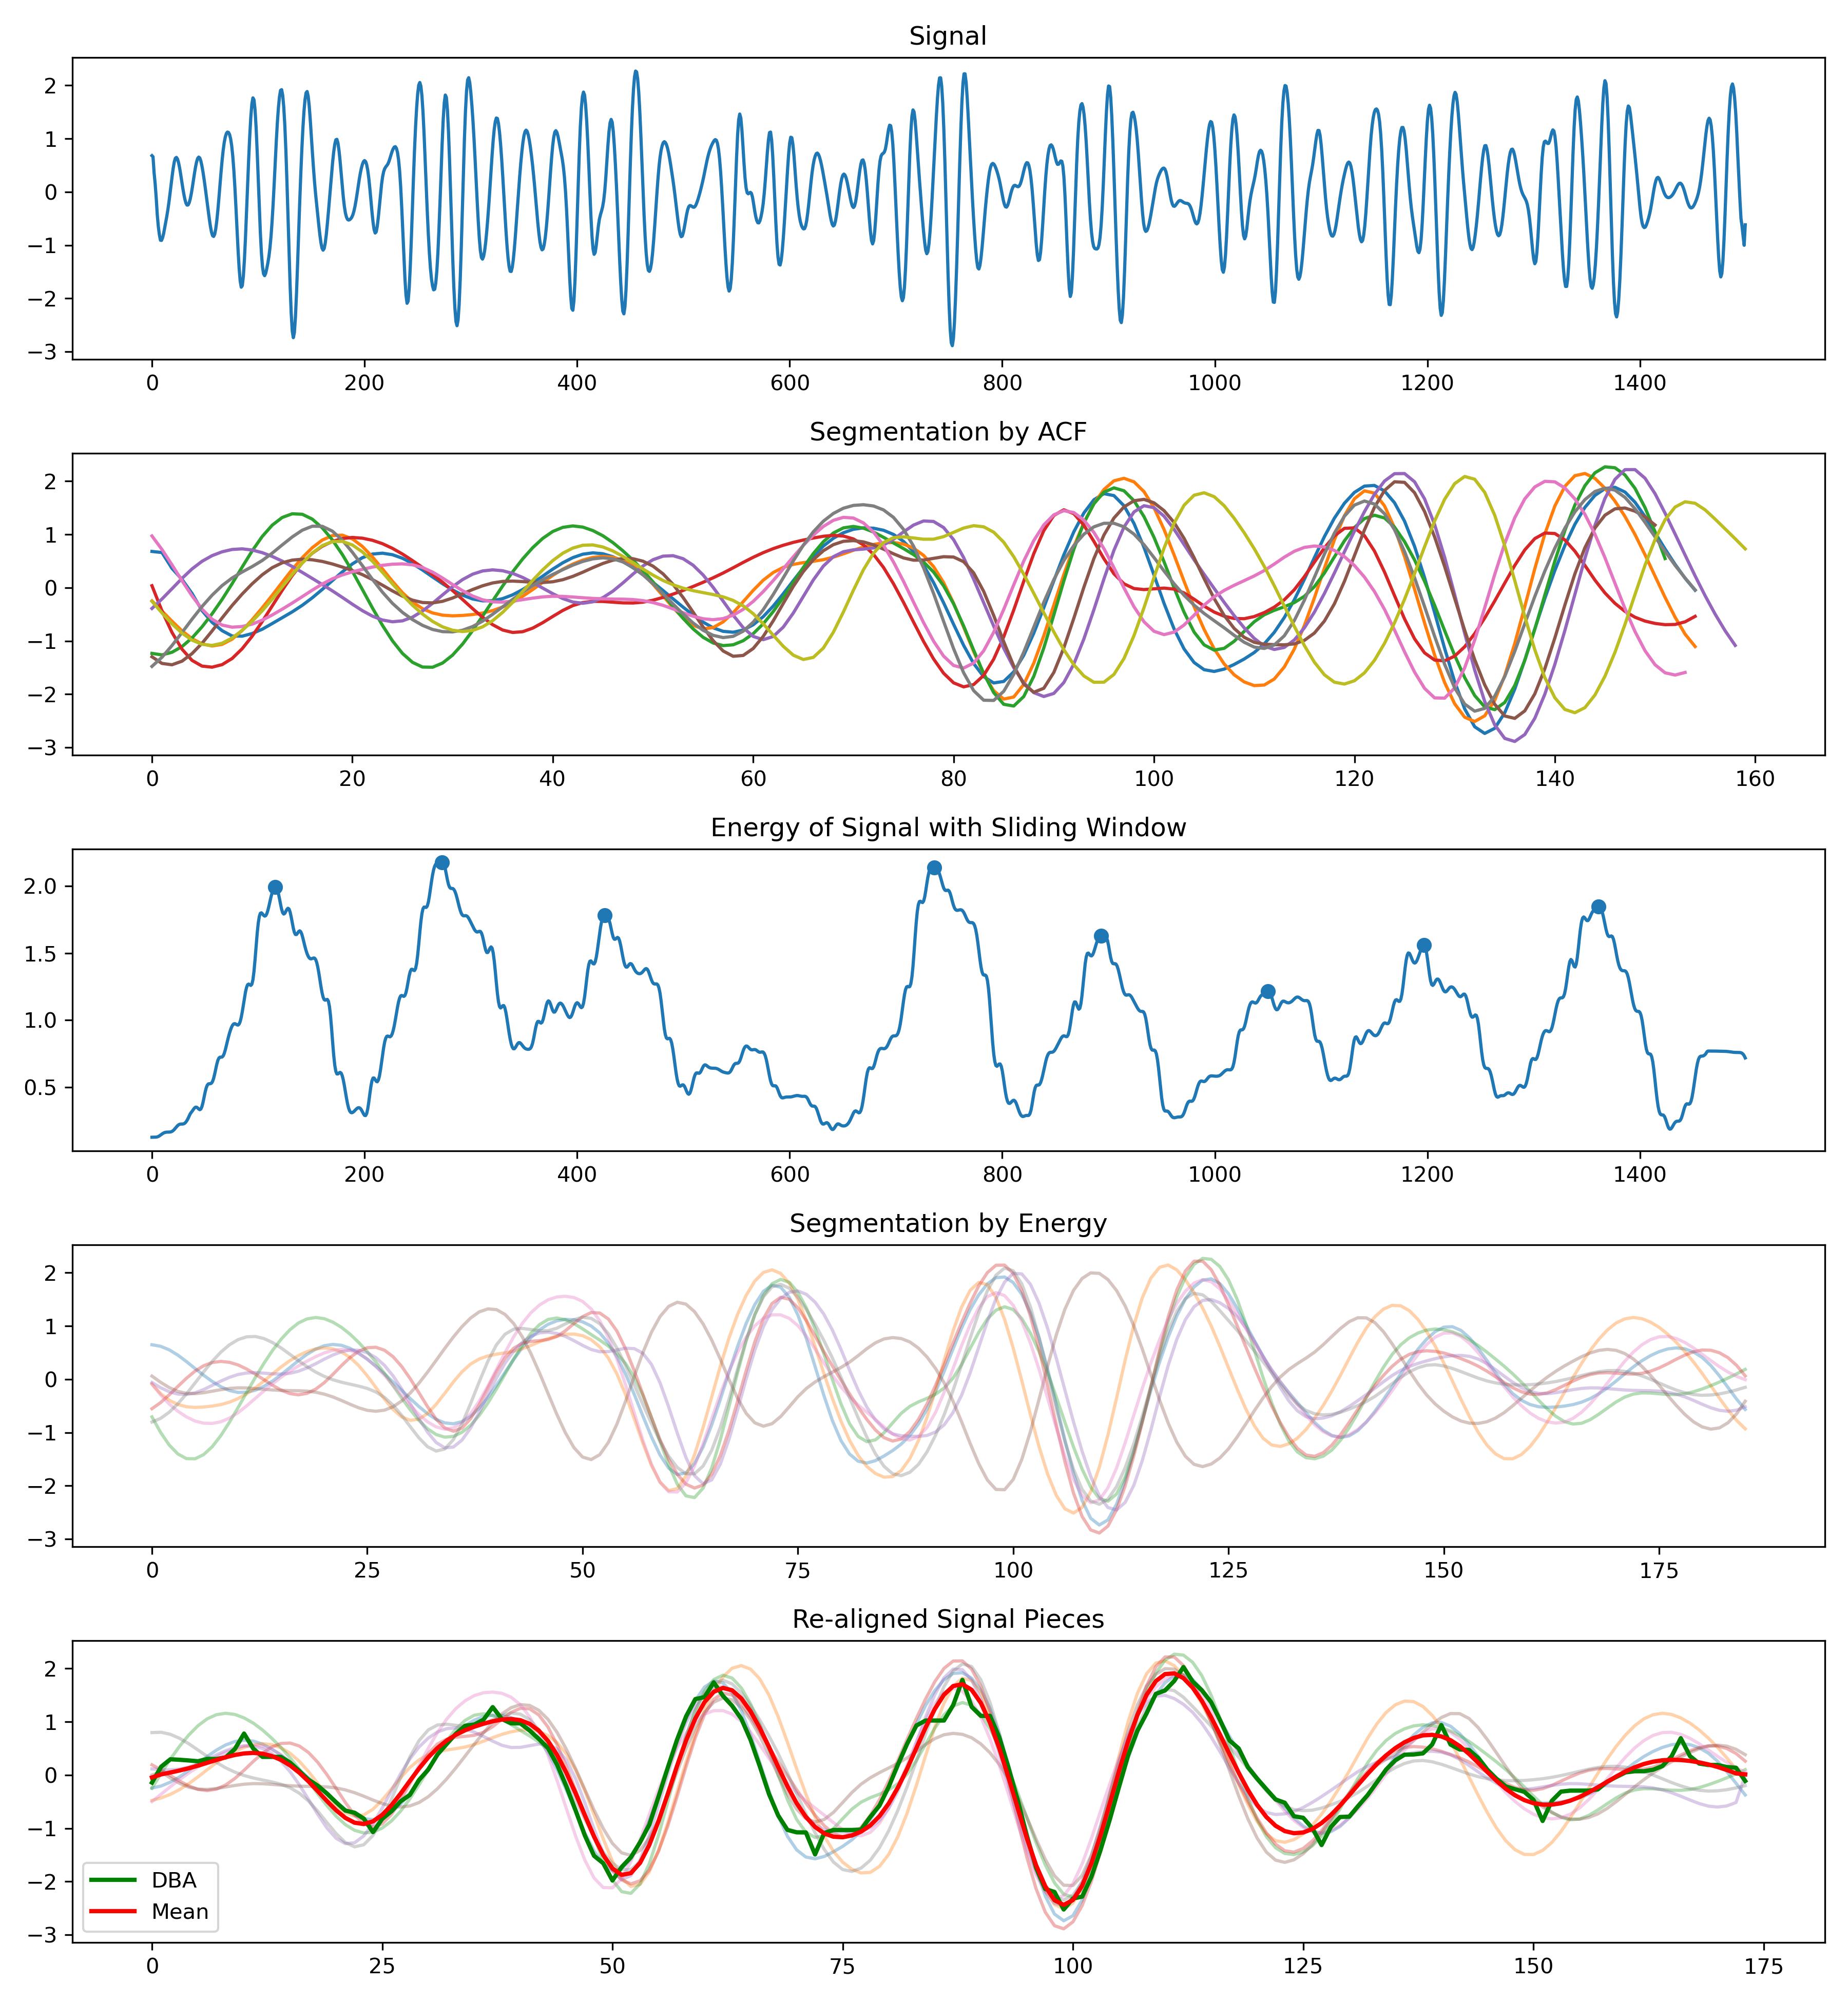 Signal
2
1
0
−1
−2
−3
0 200 400 600 800 1000 1200 1400
Segmentation by ACF
2
1
0
−1
−2
−3
0 20 40 60 80 100 120 140 160
Energy of Signal with Sliding Window
2.0
1.5
1.0
0.5
0 200 400 600 800 1000 1200 1400
Segmentation by Energy
2
1
0
−1
−2
−3
0 25 50 75 100 125 150 175
Re-aligned Signal Pieces
2
1
0
−1
−2
−3
DBA
Mean
0 25 50 75 100 125 150 175